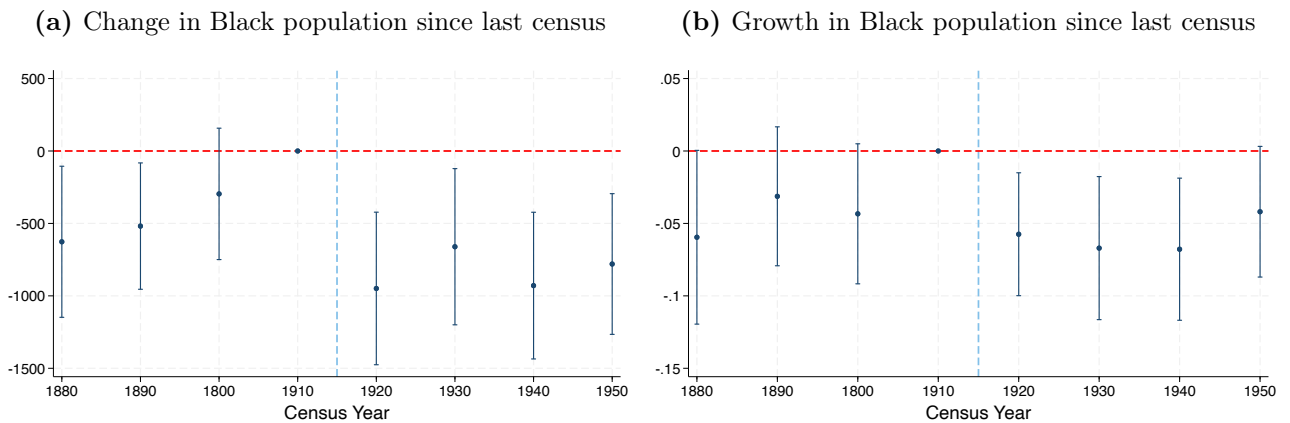 (a) Change in Black population since last census
500
0
-500
-1000
-1500
1880 1890 1800 1910 1920 1930 1940 1950
Census Year
(b) Growth in Black population since last census
.05
0
-.05
-.1
-.15
1880 1890 1800 1910 1920 1930 1940 1950
Census Year